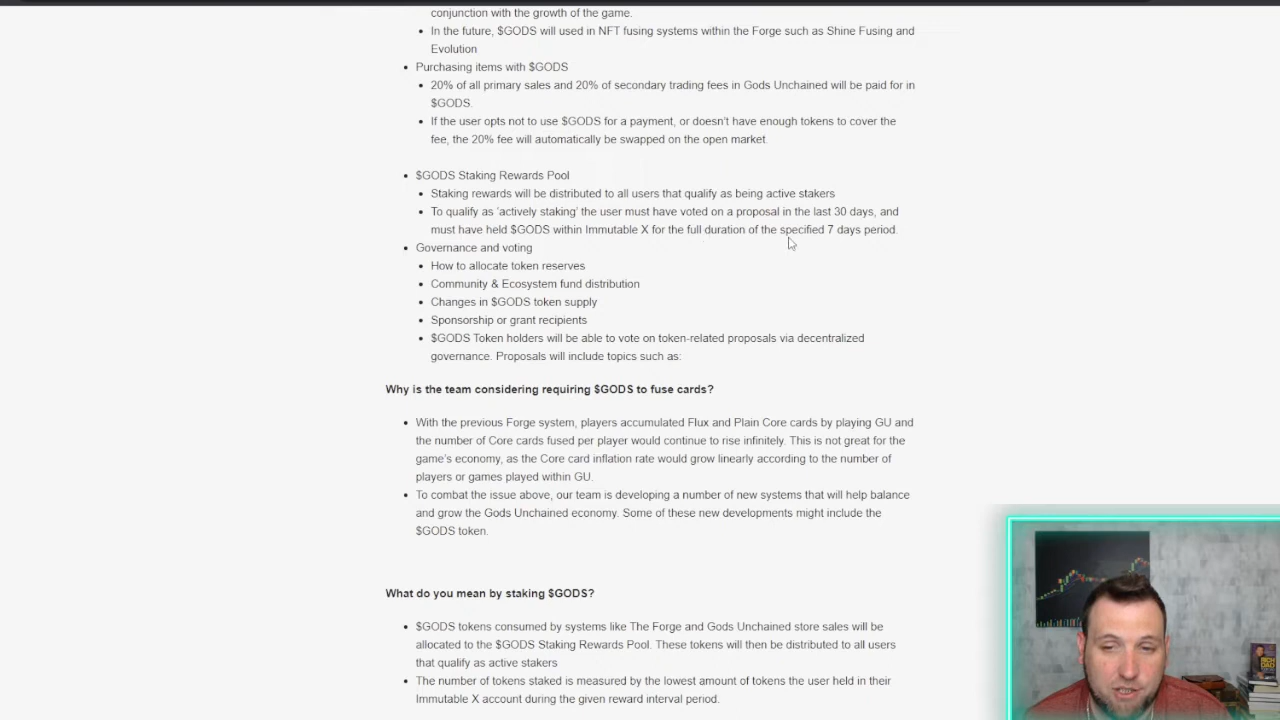 conjunction with the growth of the game.
In the future, $GODS will used in NFT fusing systems within the Forge such as Shine Fusing and
Evolution
Purchasing items with $GODS
20% of all primary sales and 20% of secondary trading fees in Gods Unchained will be paid for in
$GODS.
If the user opts not to use $GODS for a payment, or doesn't have enough tokens to cover the
fee, the 20% fee will automatically be swapped on the open market.
$GODS Staking Rewards Pool
Staking rewards will be distributed to all users that qualify as being active stakers
To qualify as 'actively staking' the user must have voted on a proposal in the last 30 days, and
must have held $GODS within Immutable X for the full duration of the specified 7 days period.
Governance and voting
How to allocate token reserves
Community & Ecosystem fund distribution
Changes in $GODS token supply
Sponsorship or grant recipients
$GODS Token holders will be able to vote on token-related proposals via decentralized
governance. Proposals will include topics such as:
Why is the team considering requiring $GODS to fuse cards?
With the previous Forge system, players accumulated Flux and Plain Core cards by playing GU and
the number of Core cards fused per player would continue to rise infinitely. This is not great for the
game's economy, as the Core card inflation rate would grow linearly according to the number of
players or games played within GU.
To combat the issue above, our team is developing a number of new systems that will help balance
and grow the Gods Unchained economy. Some of these new developments might include the
$GODS token.
What do you mean by staking $GODS?
$GODS tokens consumed by systems like The Forge and Gods Unchained store sales will be
allocated to the $GODS Staking Rewards Pool. These tokens will then be distributed to all users
that qualify as active stakers
The number of tokens staked is measured by the lowest amount of tokens the user held in their
Immutable X account during the given reward interval period.
RICH
DAD